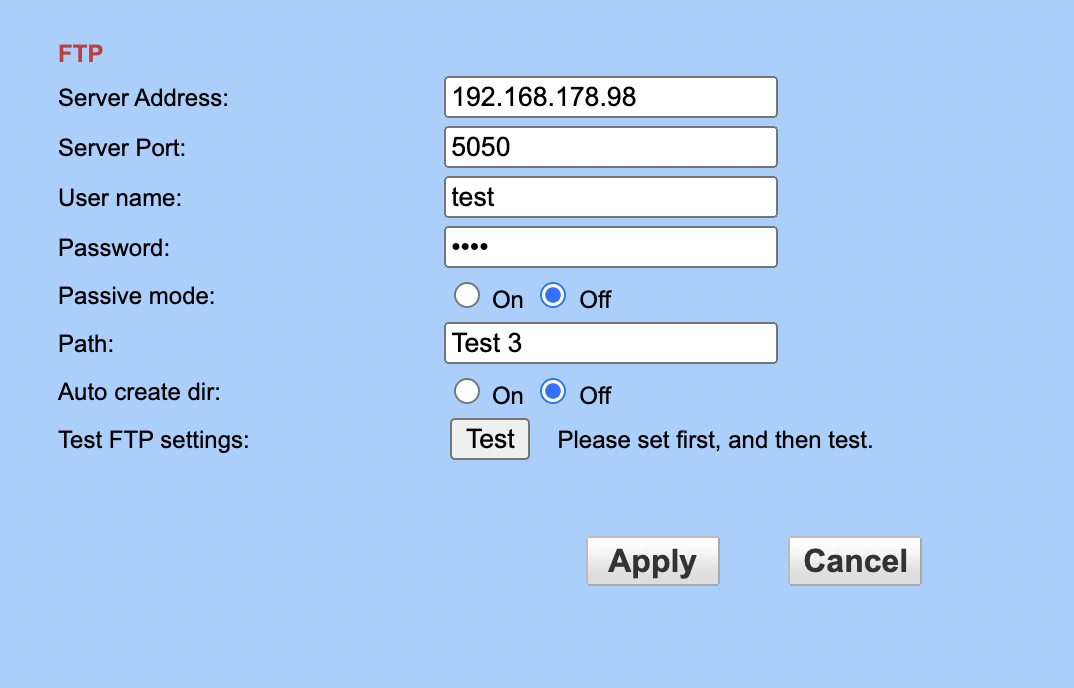 FTP
Server Address: 192.168.178.98
Server Port: 5050
User name: test
Password: ••••
Passive mode: On Off
Path: Test 3
Auto create dir: On Off
Test FTP settings: Test Please set first, and then test.
Apply Cancel